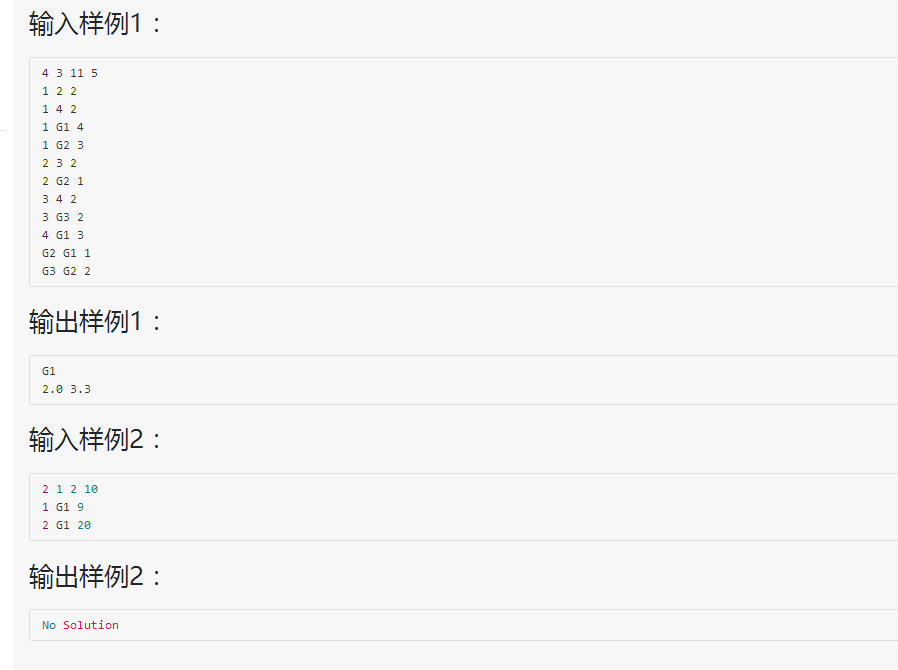 输入样例1：
4 3 11 5
1 2 2
1 4 2
1 G1 4
1 G2 3
2 3 2
2 G2 1
3 4 2
3 G3 2
4 G1 3
G2 G1 1
G3 G2 2
输出样例1：
G1
2.0 3.3
输入样例2：
2 1 2 10
1 G1 9
2 G1 20
输出样例2：
No Solution